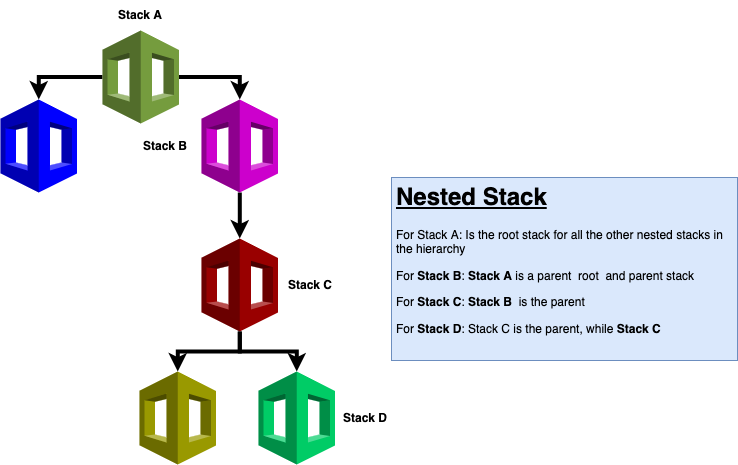 Stack A
Stack B
Nested Stack
For Stack A: Is the root stack for all the other nested stacks in
the hierarchy
For Stack B: Stack A is a parent  root  and parent stack
Stack C
For Stack C: Stack B  is the parent
For Stack D: Stack C is the parent, while Stack C
Stack D